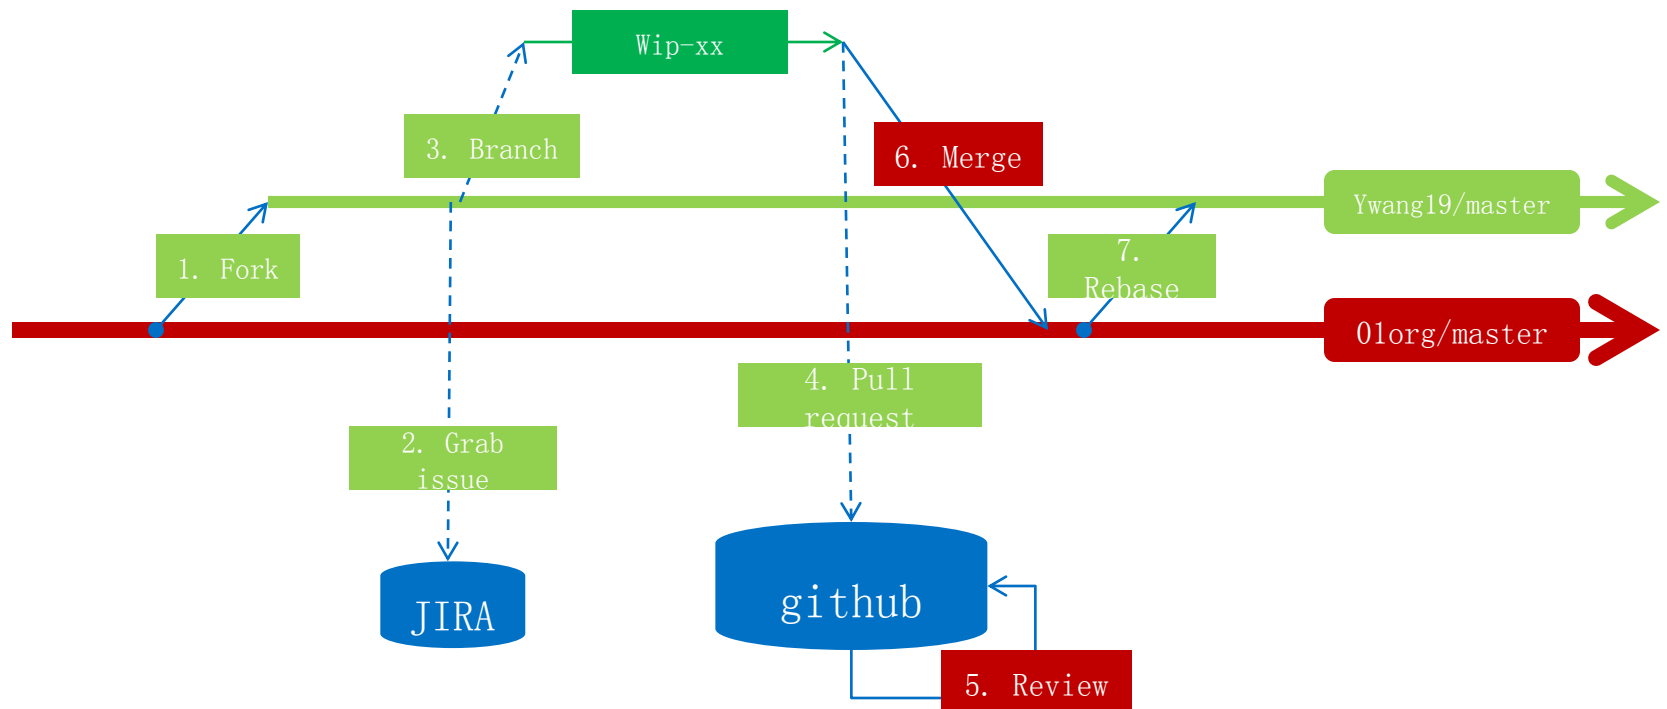 Wip-xx
3. Branch
6. Merge
Ywang19/master
1. Fork
7.
Rebase
01org/master
4. Pull
request
2. Grab
issue
github
JIRA
5. Review